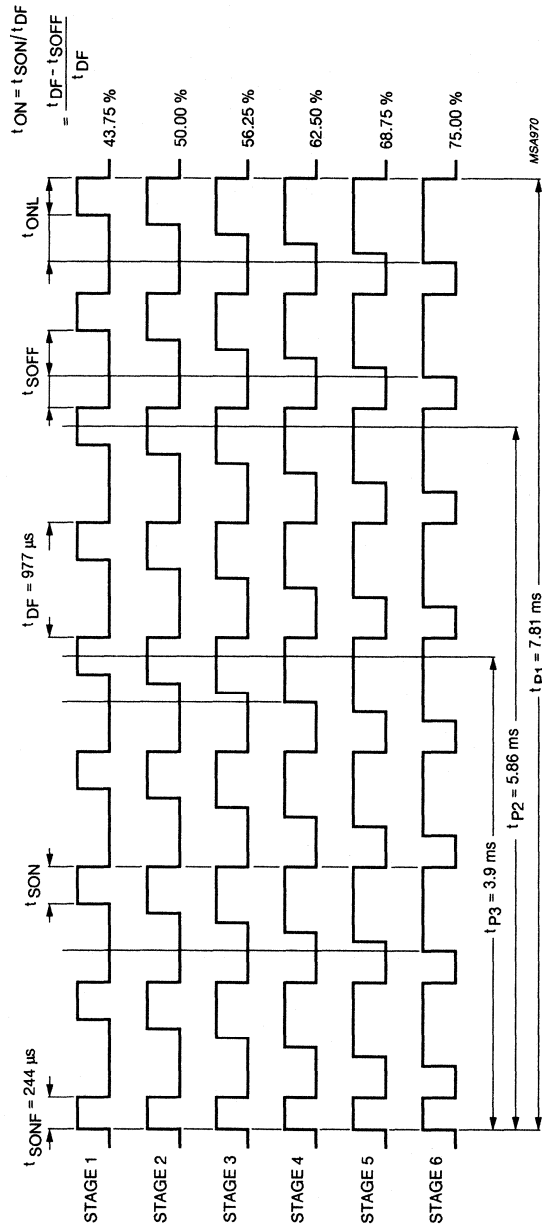 t ON = t SON / t DF
= t DF - t SOFF
t DF
t SONF = 244 µs
t SON
t DF = 977 µs
t SOFF
t ONL
STAGE 1
43.75 %
STAGE 2
50.00 %
STAGE 3
56.25 %
STAGE 4
62.50 %
STAGE 5
68.75 %
STAGE 6
75.00 %
t P3 = 3.9 ms
t P2 = 5.86 ms
t P1 = 7.81 ms
MSA970